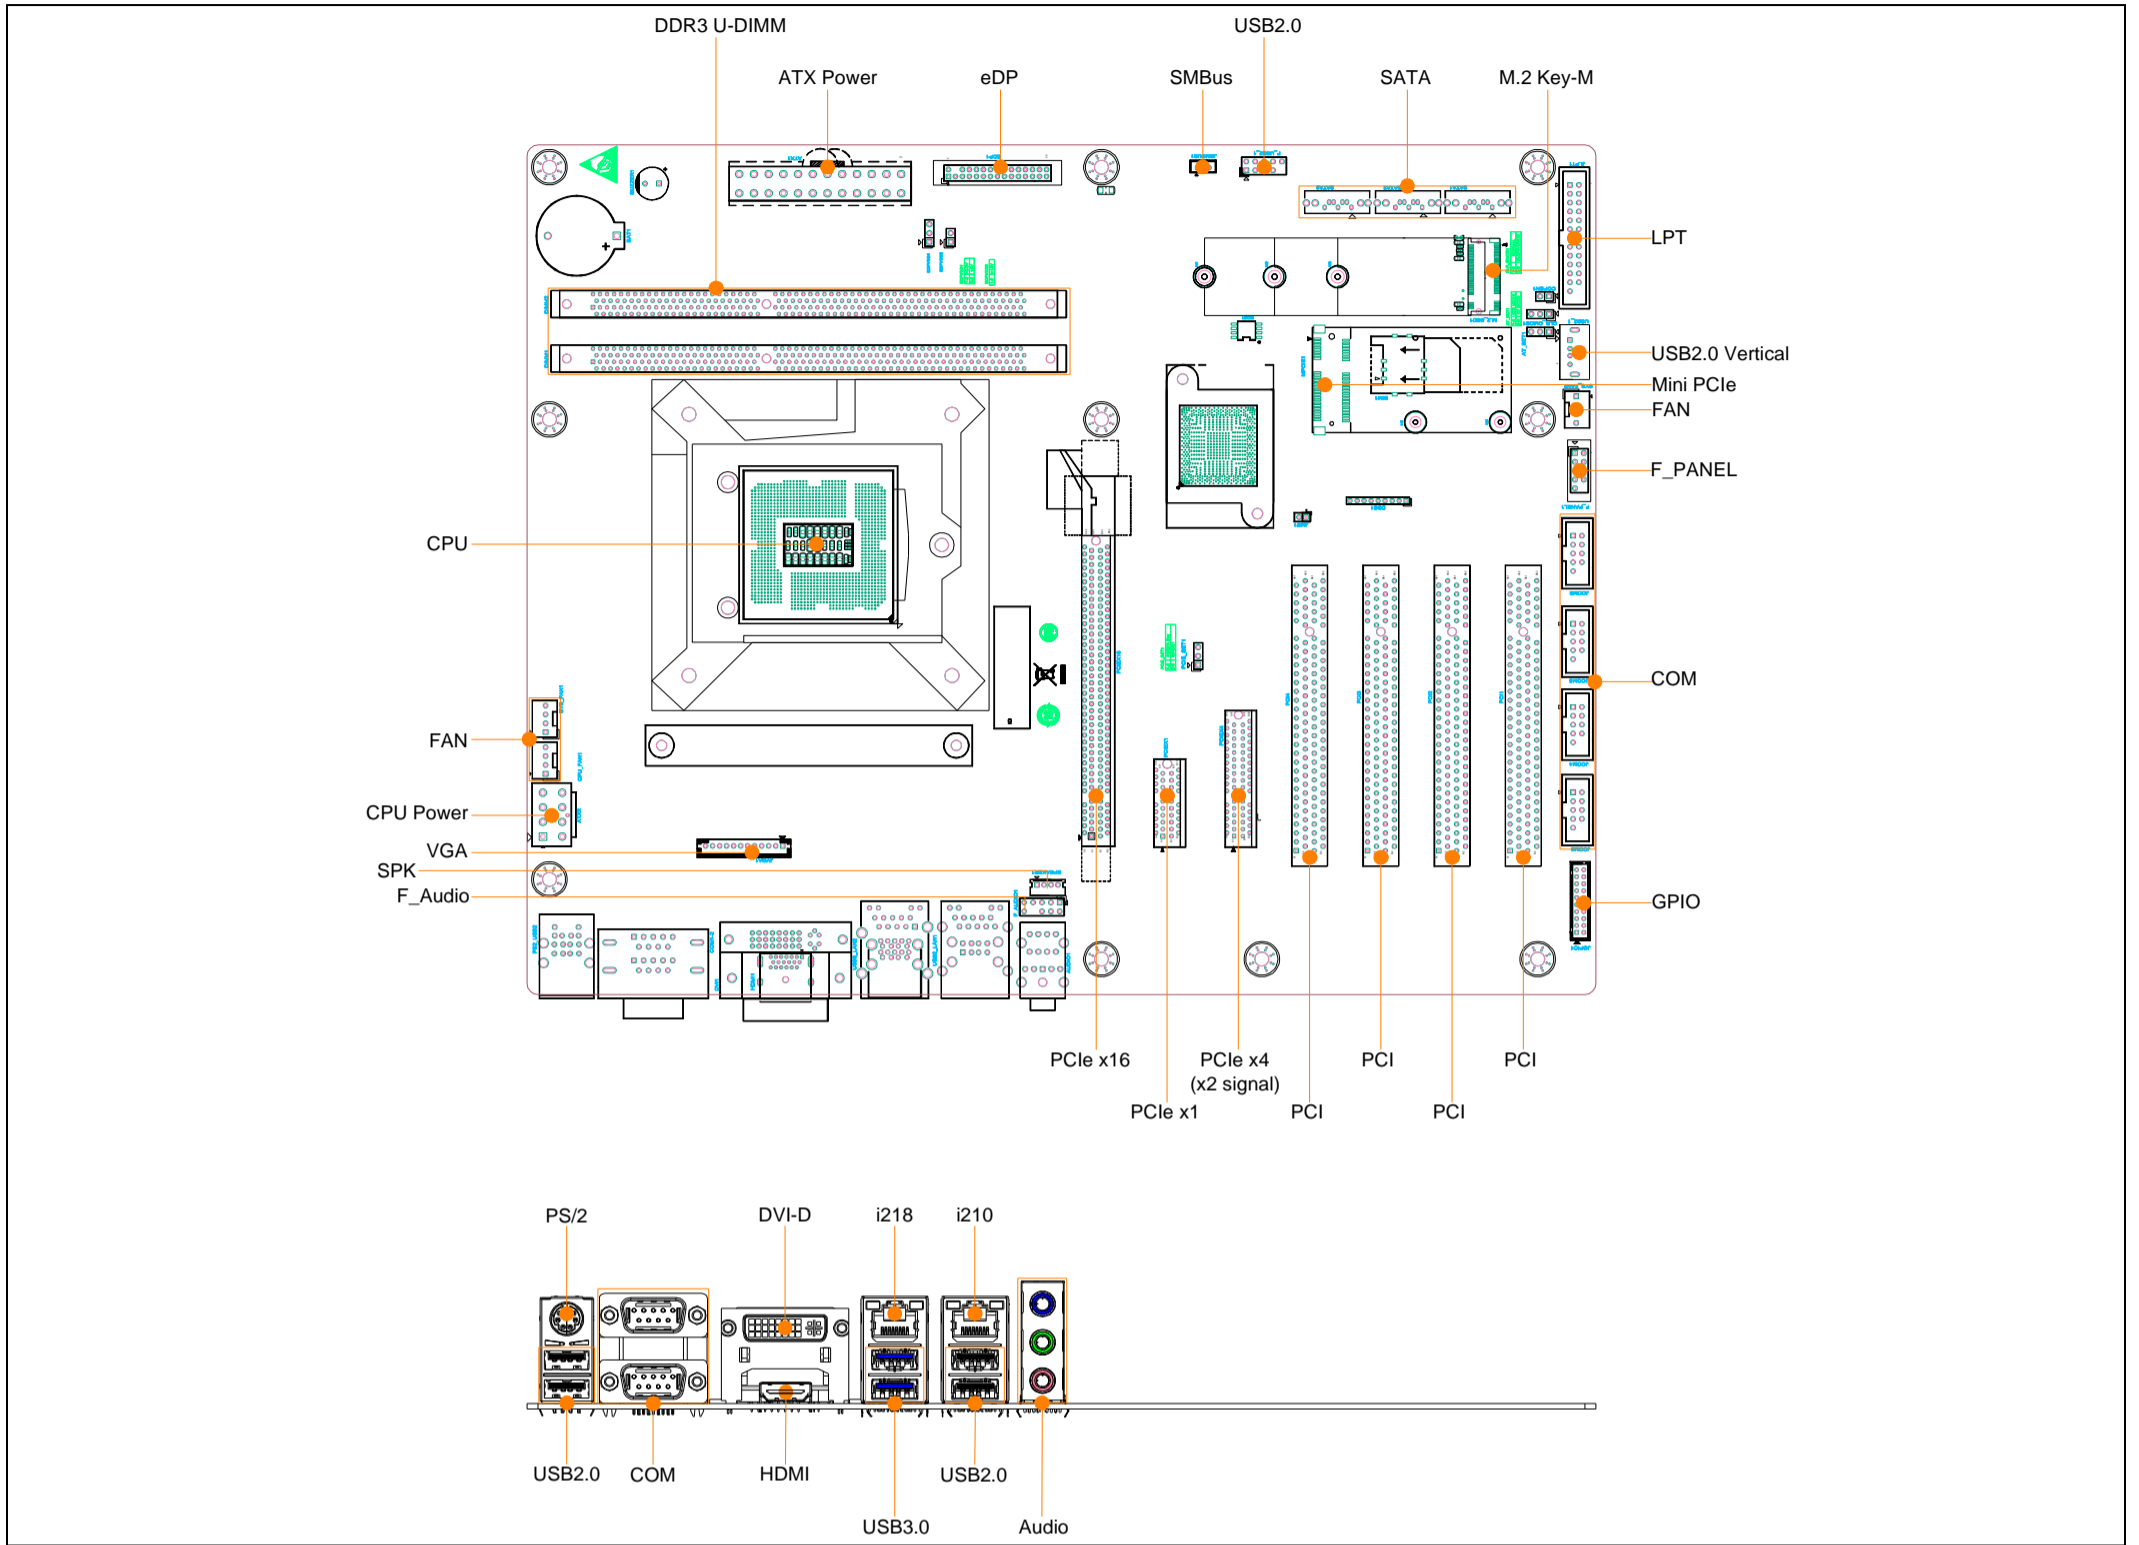 DDR3 U-DIMM
USB2.0
ATX Power
eDP
SMBus
SATA
M.2 Key-M
LPT
USB2.0 Vertical
Mini PCIe
FAN
F_PANEL
CPU
COM
FAN
CPU Power
VGA
SPK
F_Audio
GPIO
PCIe x16
PCIe x4
(x2 signal)
PCI
PCI
PCIe x1
PCI
PCI
PS/2
DVI-D
i218
i210
USB2.0
COM
HDMI
USB2.0
USB3.0
Audio